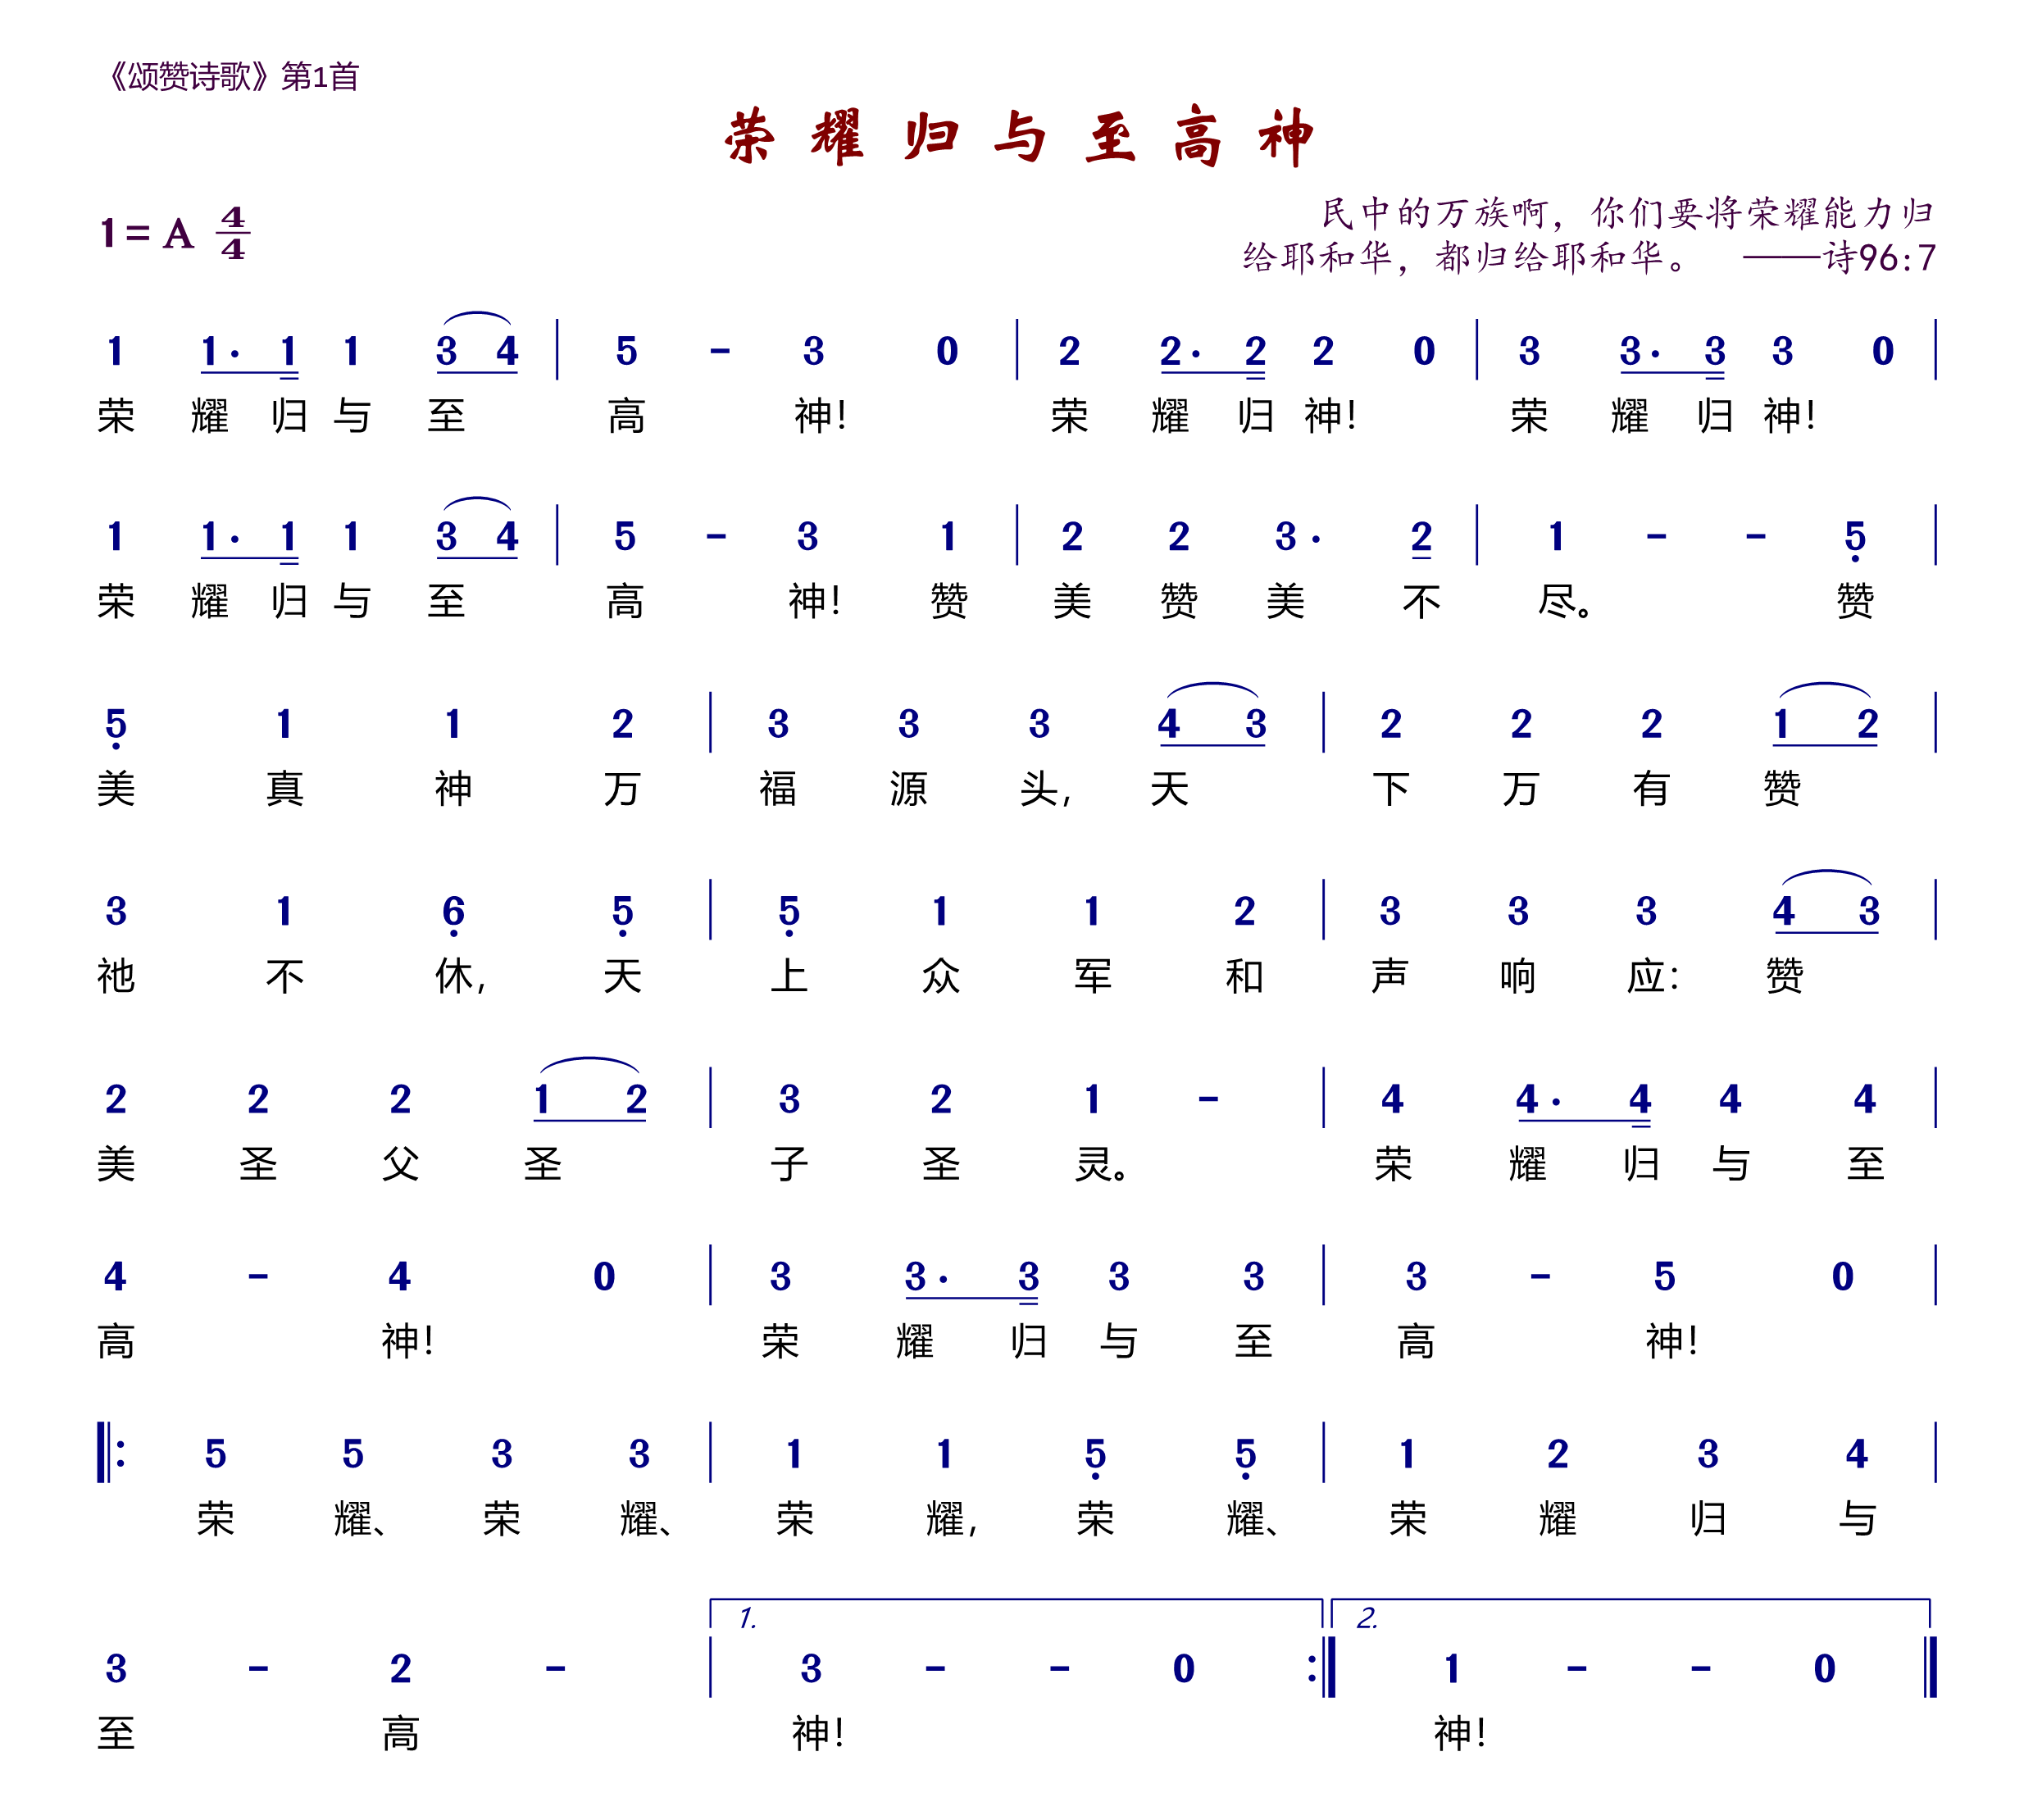 《颂赞诗歌》第1首
荣耀归与至高神
1= A 4/4
民中的万族啊，你们要将荣耀能力归
给耶和华，都归给耶和华。 ——诗96:7
1 1· 1 1 3 4 | 5 - 3 0 | 2 2· 2 2 0 | 3 3· 3 3 0 |
荣 耀 归 与 至 高 神！ 荣 耀 归 神！ 荣 耀 归 神！
1 1· 1 1 3 4 | 5 - 3 1 | 2 2 3· 2 | 1 - - 5̣ |
荣 耀 归 与 至 高 神！ 赞 美 赞 美 不 尽。 赞
5̣ 1 1 2 | 3 3 3 4 3 | 2 2 2 1 2 |
美 真 神 万 福 源 头，天 下 万 有 赞
3 1 6̣ 5̣ | 5̣ 1 1 2 | 3 3 3 4 3 |
祂 不 休，天 上 众 军 和 声 响 应：赞
2 2 2 1 2 | 3 2 1 - | 4 4· 4 4 4 |
美 圣 父 圣 子 圣 灵。 荣 耀 归 与 至
4 - 4 0 | 3 3· 3 3 3 | 3 - 5 0 |
高 神！ 荣 耀 归 与 至 高 神！
‖: 5 5 3 3 | 1 1 5̣ 5̣ | 1 2 3 4 |
荣 耀、 荣 耀、 荣 耀， 荣 耀、 荣 耀 归 与
1. 2.
3 - 2 - | 3 - - 0 :‖ 1 - - 0 ‖
至 高 神！ 神！